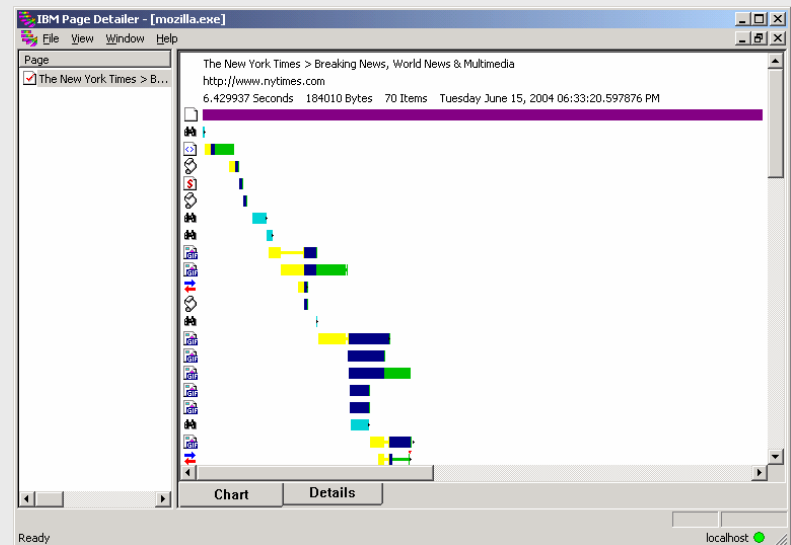 IBM Page Detailer - [mozilla.exe]
File View Window Help
Page
The New York Times > B...
The New York Times > Breaking News, World News & Multimedia
http://www.nytimes.com
6.429937 Seconds 184010 Bytes 70 Items Tuesday June 15, 2004 06:33:20.597876 PM
Chart Details
Ready localhost